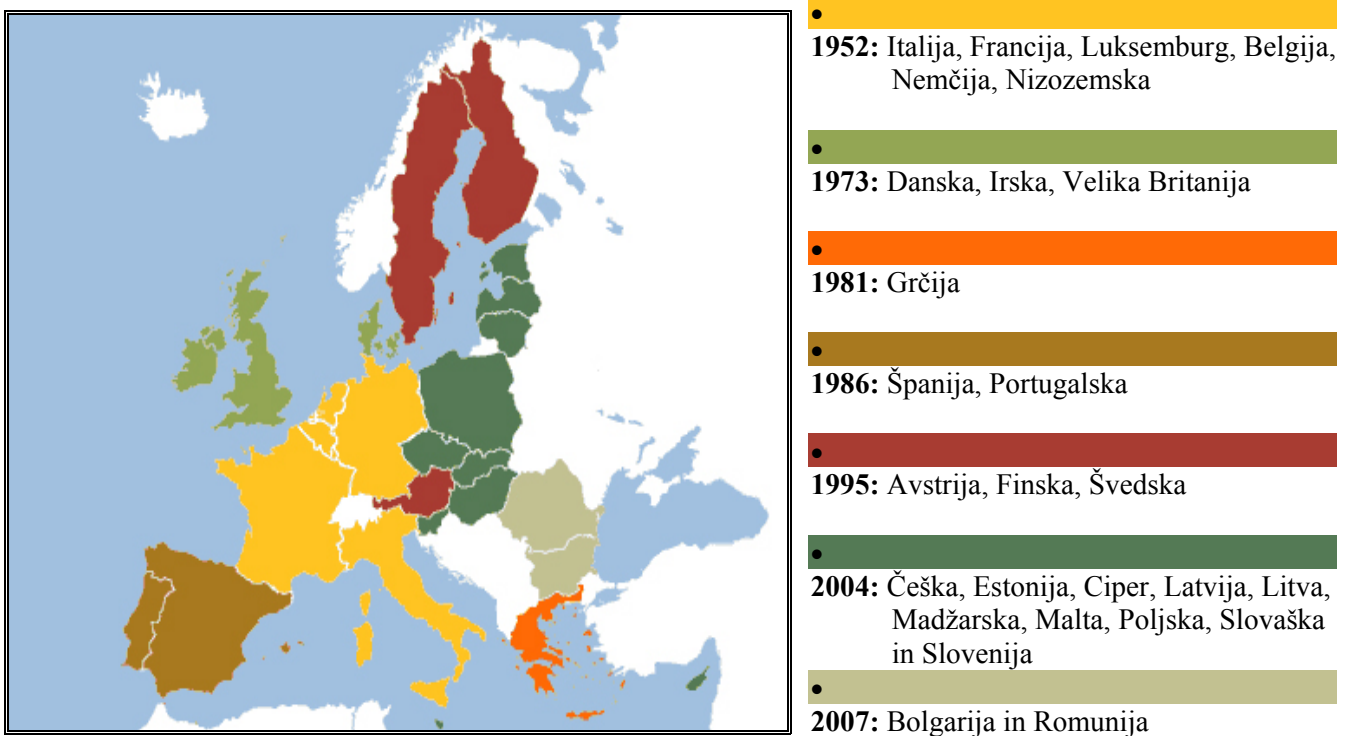 •
1952: Italija, Francija, Luksemburg, Belgija,
Nemčija, Nizozemska
•
1973: Danska, Irska, Velika Britanija
•
1981: Grčija
•
1986: Španija, Portugalska
•
1995: Avstrija, Finska, Švedska
•
2004: Češka, Estonija, Ciper, Latvija, Litva,
Madžarska, Malta, Poljska, Slovaška
in Slovenija
•
2007: Bolgarija in Romunija